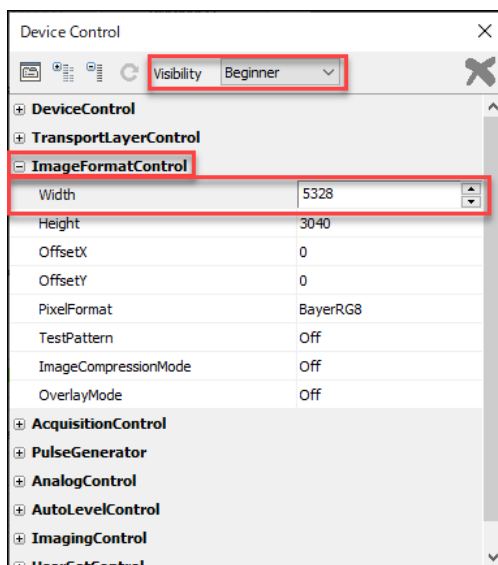 Device Control
Visibility Beginner
DeviceControl
TransportLayerControl
ImageFormatControl
Width 5328
Height 3040
OffsetX 0
OffsetY 0
PixelFormat BayerRG8
TestPattern Off
ImageCompressionMode Off
OverlayMode Off
AcquisitionControl
PulseGenerator
AnalogControl
AutoLevelControl
ImagingControl
UserSetControl